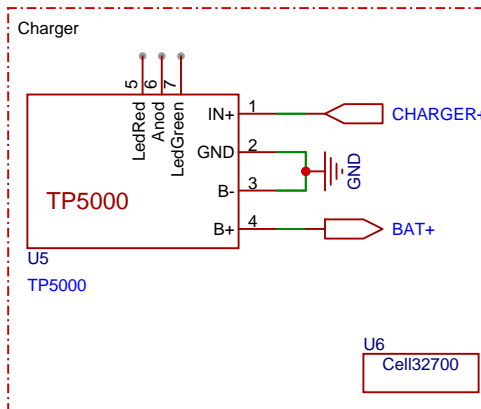 Charger
5
6
7
LedRed
Anod
LedGreen
IN+
1
CHARGER+
GND
2
GND
B-
3
TP5000
B+
4
BAT+
U5
TP5000
U6
Cell32700